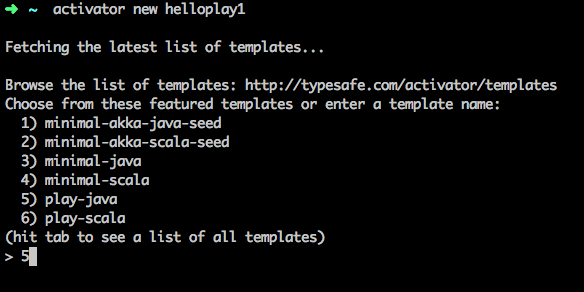 ➜ ~ activator new helloplay1
Fetching the latest list of templates...
Browse the list of templates: http://typesafe.com/activator/templates
Choose from these featured templates or enter a template name:
1) minimal-akka-java-seed
2) minimal-akka-scala-seed
3) minimal-java
4) minimal-scala
5) play-java
6) play-scala
(hit tab to see a list of all templates)
> 5